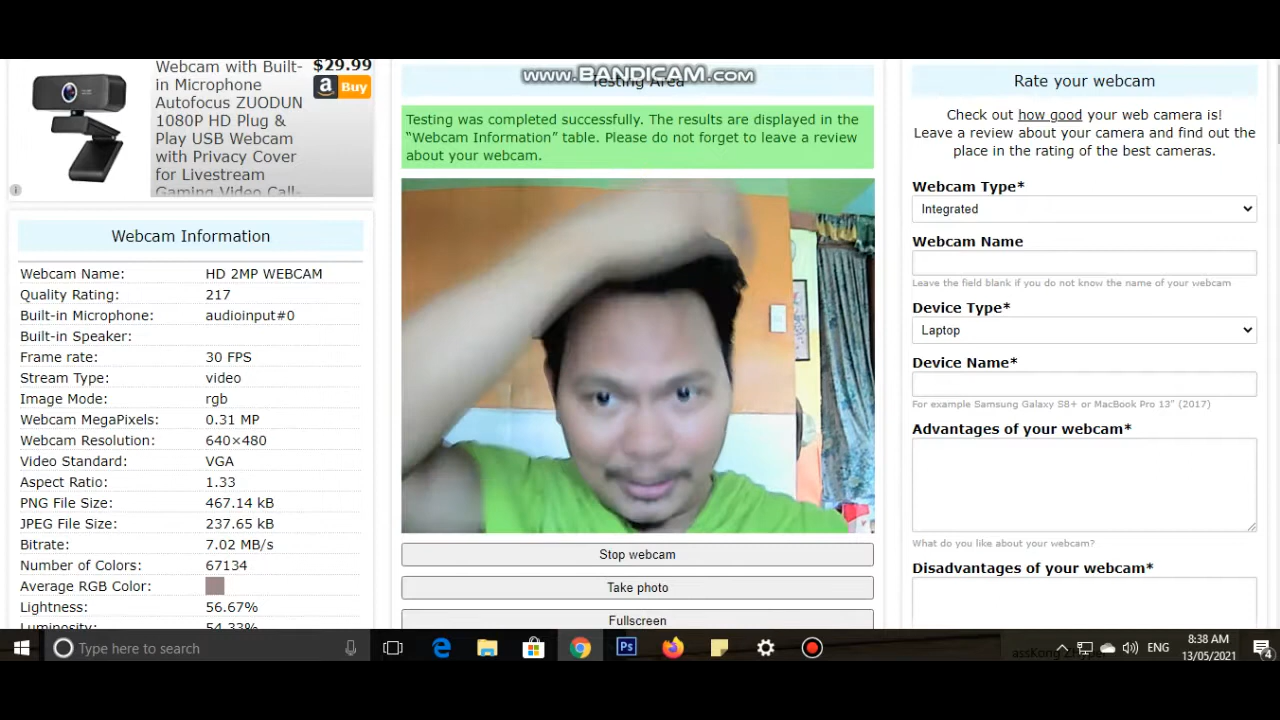 www.BANDICAM.com
Webcam with Built-
in Microphone
Autofocus ZUODUN
1080P HD Plug &
Play USB Webcam
with Privacy Cover
for Livestream
Gaming Video Call-
$29.99
Buy
Webcam Information
Webcam Name: HD 2MP WEBCAM
Quality Rating: 217
Built-in Microphone: audioinput#0
Built-in Speaker:
Frame rate: 30 FPS
Stream Type: video
Image Mode: rgb
Webcam MegaPixels: 0.31 MP
Webcam Resolution: 640×480
Video Standard: VGA
Aspect Ratio: 1.33
PNG File Size: 467.14 kB
JPEG File Size: 237.65 kB
Bitrate: 7.02 MB/s
Number of Colors: 67134
Average RGB Color:
Lightness: 56.67%
Luminosity: 54.33%
Testing Area
Testing was completed successfully. The results are displayed in the
“Webcam Information” table. Please do not forget to leave a review
about your webcam.
Stop webcam
Take photo
Fullscreen
Rate your webcam
Check out how good your web camera is!
Leave a review about your camera and find out the
place in the rating of the best cameras.
Webcam Type*
Integrated
Webcam Name
Leave the field blank if you do not know the name of your webcam
Device Type*
Laptop
Device Name*
For example Samsung Galaxy S8+ or MacBook Pro 13" (2017)
Advantages of your webcam*
What do you like about your webcam?
Disadvantages of your webcam*
Type here to search
Ps
ENG
8:38 AM
13/05/2021
4